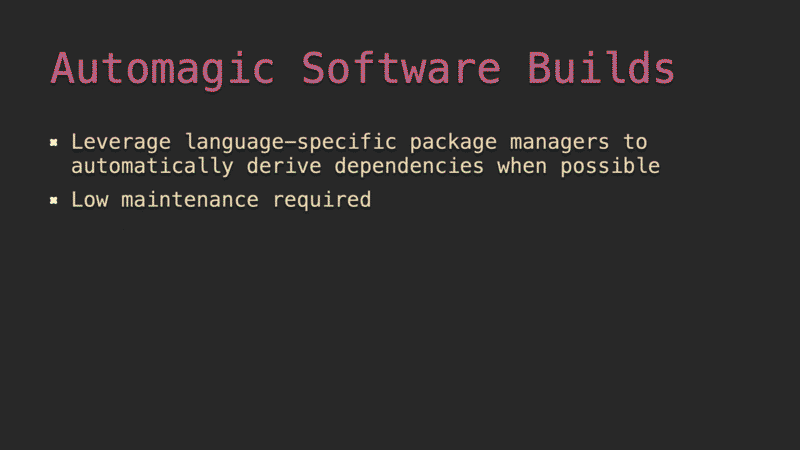 Automagic Software Builds
Leverage language-specific package managers to
automatically derive dependencies when possible
Low maintenance required